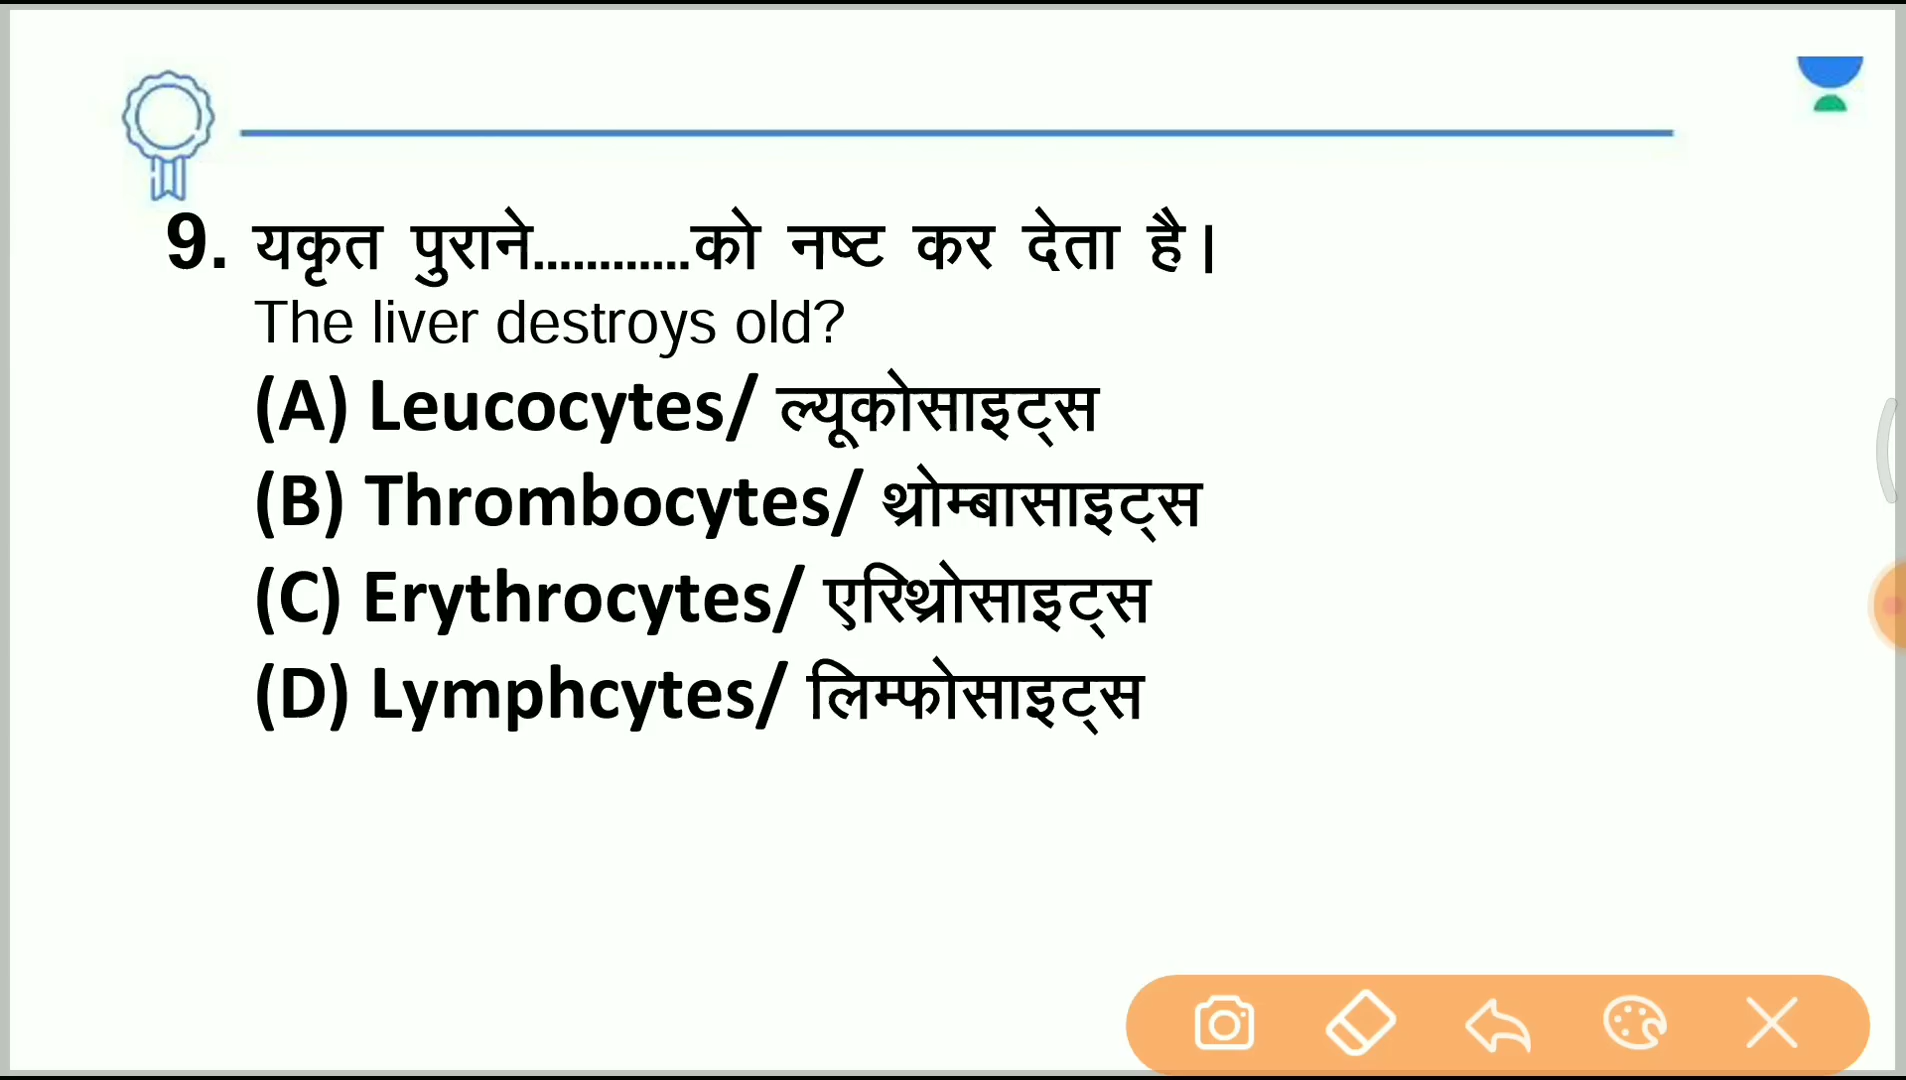 9. यकृत पुराने............को नष्ट कर देता है।
The liver destroys old?
(A) Leucocytes/ ल्यूकोसाइट्स
(B) Thrombocytes/ थ्रोम्बासाइट्स
(C) Erythrocytes/ एरिथ्रोसाइट्स
(D) Lymphcytes/ लिम्फोसाइट्स